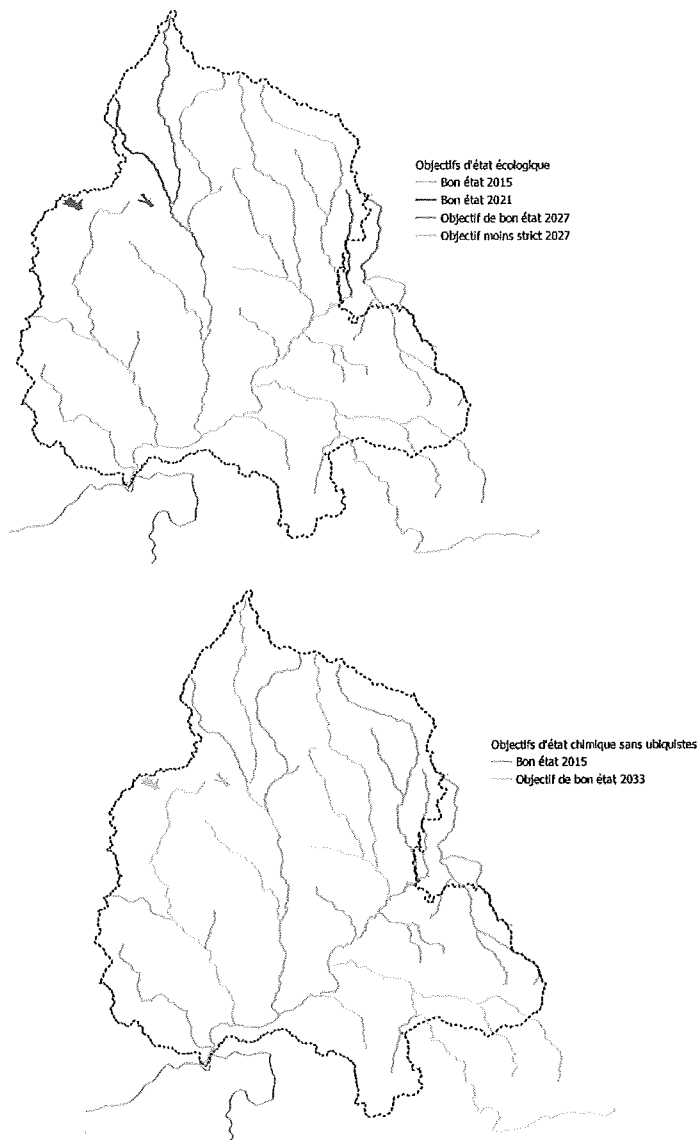 Objectifs d'état écologique
Bon état 2015
Bon état 2021
Objectif de bon état 2027
Objectif moins strict 2027
Objectifs d'état chimique sans ubiquistes
Bon état 2015
Objectif de bon état 2033